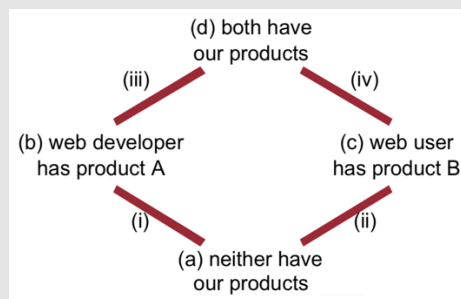 (d) both have
our products
(iii)
(iv)
(b) web developer
has product A
(c) web user
has product B
(i)
(ii)
(a) neither have
our products